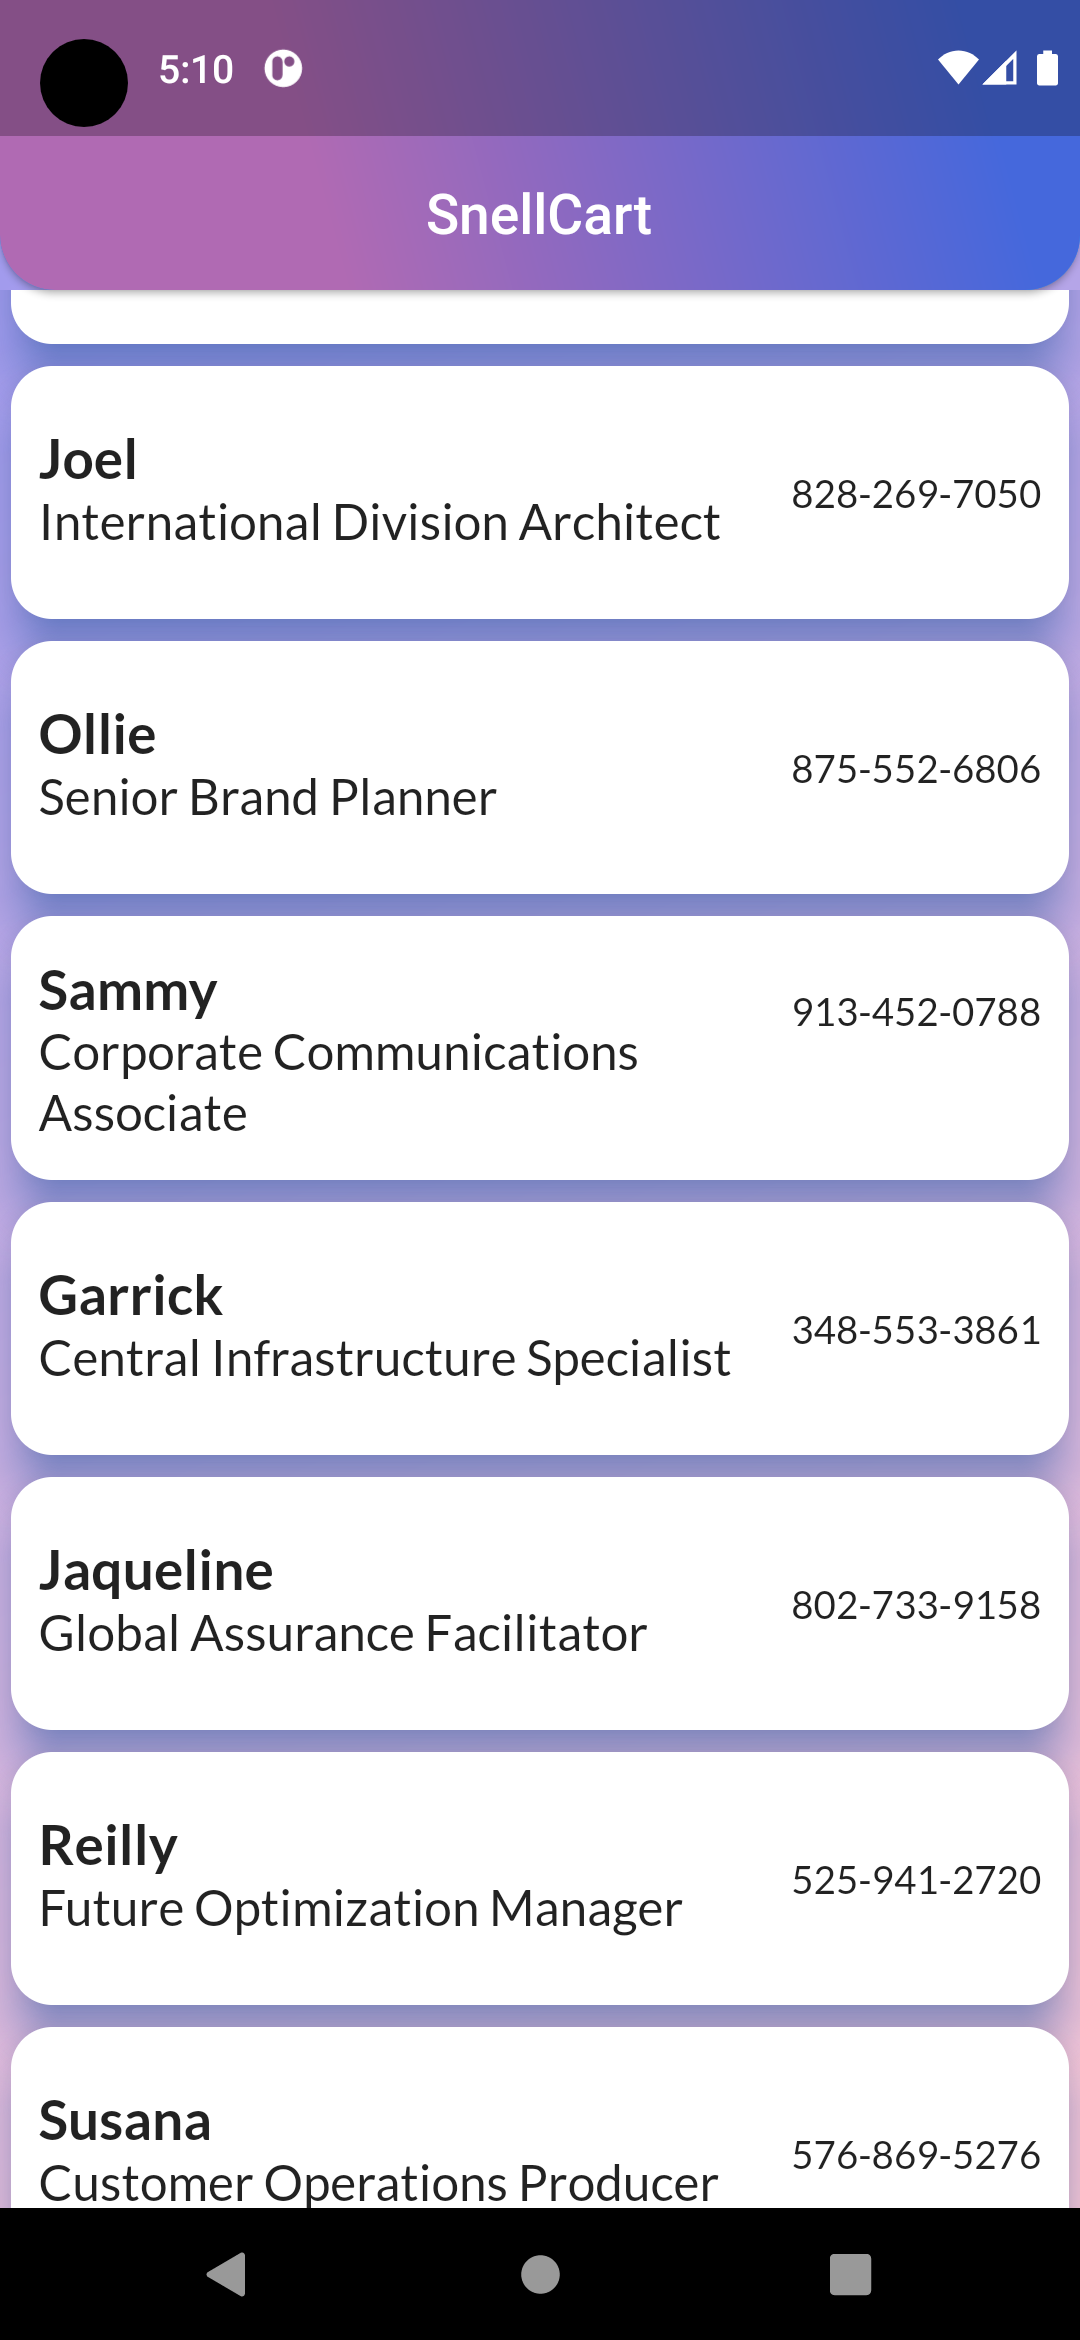 5:10
SnellCart
Joel
International Division Architect
828-269-7050
Ollie
Senior Brand Planner
875-552-6806
Sammy
Corporate Communications
Associate
913-452-0788
Garrick
Central Infrastructure Specialist
348-553-3861
Jaqueline
Global Assurance Facilitator
802-733-9158
Reilly
Future Optimization Manager
525-941-2720
Susana
Customer Operations Producer
576-869-5276